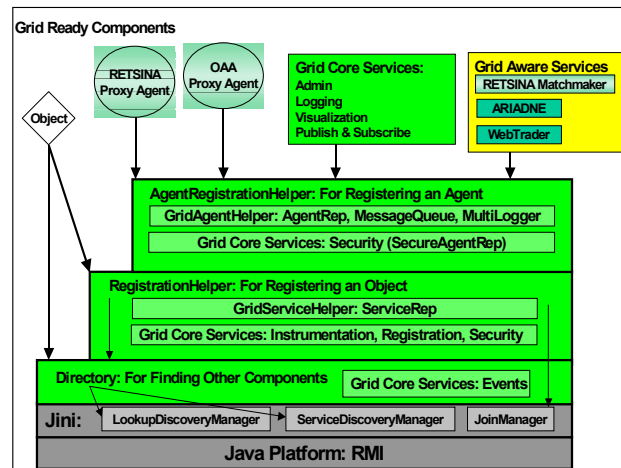 Grid Ready Components
RETSINA
Proxy Agent
OAA
Proxy Agent
Grid Core Services:
Admin
Logging
Visualization
Publish & Subscribe
Grid Aware Services
RETSINA Matchmaker
ARIADNE
WebTrader
Object
AgentRegistrationHelper: For Registering an Agent
GridAgentHelper: AgentRep, MessageQueue, MultiLogger
Grid Core Services: Security (SecureAgentRep)
RegistrationHelper: For Registering an Object
GridServiceHelper: ServiceRep
Grid Core Services: Instrumentation, Registration, Security
Directory: For Finding Other Components
Grid Core Services: Events
Jini:
LookupDiscoveryManager
ServiceDiscoveryManager
JoinManager
Java Platform: RMI